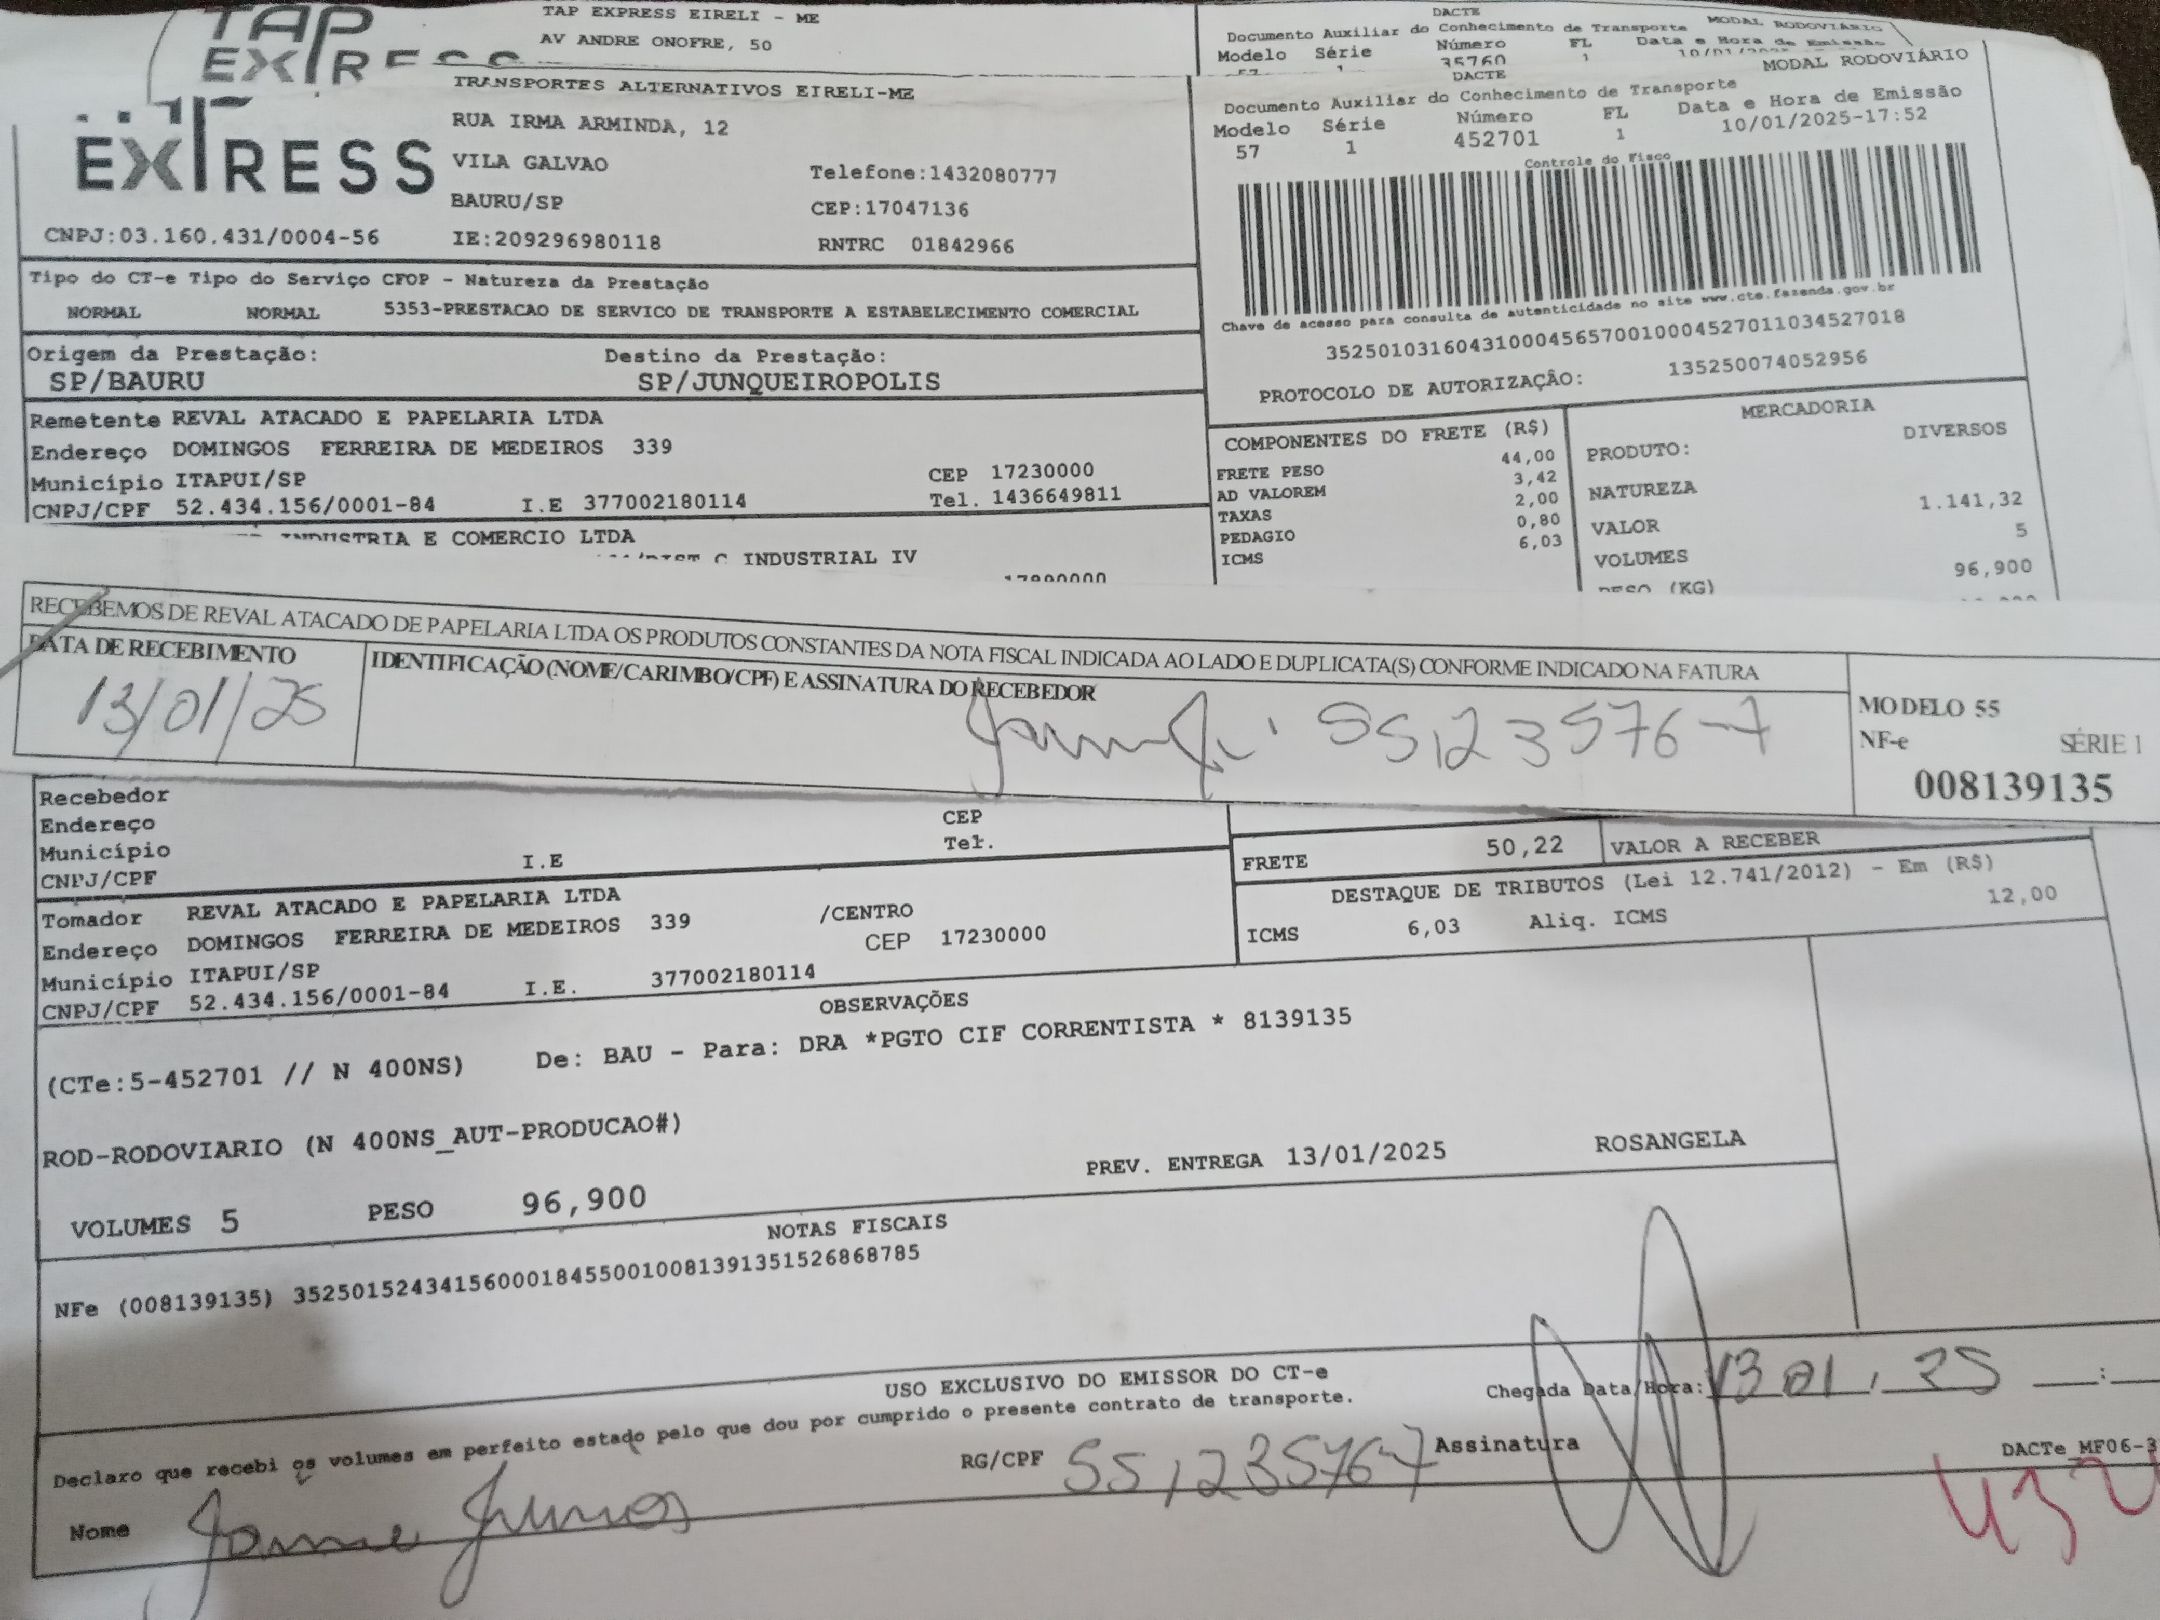 TAP
TAP EXPRESS EIRELI - ME
AV ANDRE ONOFRE, 50
DACTE
Documento Auxiliar do Conhecimento de Transporte
MODAL RODOVIÁRIO
Modelo Série Número FL Data e Hora de Emissão
57 1 35760 1
EXPRESS
TRANSPORTES ALTERNATIVOS EIRELI-ME
RUA IRMA ARMINDA, 12
VILA GALVAO
Telefone:1432080777
BAURU/SP
CEP:17047136
CNPJ:03.160.431/0004-56
IE:209296980118
RNTRC 01842966
DACTE
MODAL RODOVIÁRIO
Documento Auxiliar do Conhecimento de Transporte
Modelo Série Número FL Data e Hora de Emissão
57 1 452701 1 10/01/2025-17:52
Controle do Fisco
Chave de acesso para consulta de autenticidade no site www.cte.fazenda.gov.br
35250103160431000456570010004527011034527018
PROTOCOLO DE AUTORIZAÇÃO: 135250074052956
Tipo do CT-e Tipo do Serviço CFOP - Natureza da Prestação
NORMAL NORMAL 5353-PRESTACAO DE SERVICO DE TRANSPORTE A ESTABELECIMENTO COMERCIAL
Origem da Prestação: Destino da Prestação:
SP/BAURU SP/JUNQUEIROPOLIS
Remetente REVAL ATACADO E PAPELARIA LTDA
Endereço DOMINGOS FERREIRA DE MEDEIROS 339
Município ITAPUI/SP CEP 17230000
CNPJ/CPF 52.434.156/0001-84 I.E 377002180114 Tel. 1436649811
INDUSTRIA E COMERCIO LTDA
INDUSTRIAL IV
COMPONENTES DO FRETE (R$)
FRETE PESO 44,00
AD VALOREM 3,42
TAXAS 2,00
PEDAGIO 0,80
ICMS 6,03
MERCADORIA
PRODUTO: DIVERSOS
NATUREZA
VALOR 1.141,32
VOLUMES 5
PESO (KG) 96,900
RECEBEMOS DE REVAL ATACADO DE PAPELARIA LTDA OS PRODUTOS CONSTANTES DA NOTA FISCAL INDICADA AO LADO E DUPLICATA(S) CONFORME INDICADO NA FATURA
DATA DE RECEBIMENTO
13/01/25
IDENTIFICAÇÃO (NOME/CARIMBO/CPF) E ASSINATURA DO RECEBEDOR
55,123576-7
MODELO 55
NF-e SÉRIE 1
008139135
Recebedor
Endereço CEP
Município Tel.
CNPJ/CPF I.E
FRETE 50,22 VALOR A RECEBER
DESTAQUE DE TRIBUTOS (Lei 12.741/2012) - Em (R$)
ICMS 6,03 Aliq. ICMS 12,00
Tomador REVAL ATACADO E PAPELARIA LTDA
Endereço DOMINGOS FERREIRA DE MEDEIROS 339 /CENTRO
Município ITAPUI/SP CEP 17230000
CNPJ/CPF 52.434.156/0001-84 I.E. 377002180114
OBSERVAÇÕES
(CTe:5-452701 // N 400NS) De: BAU - Para: DRA *PGTO CIF CORRENTISTA * 8139135
ROD-RODOVIARIO (N 400NS_AUT-PRODUCAO#)
PREV. ENTREGA 13/01/2025 ROSANGELA
VOLUMES 5 PESO 96,900
NOTAS FISCAIS
NFe (008139135) 35250152434156000184550010081391351526868785
USO EXCLUSIVO DO EMISSOR DO CT-e
Declaro que recebi os volumes em perfeito estado pelo que dou por cumprido o presente contrato de transporte.
Chegada Data/Hora: 13 01, 25 __:__
RG/CPF 55,123576-7 Assinatura
DACTe_MF06-3
Nome